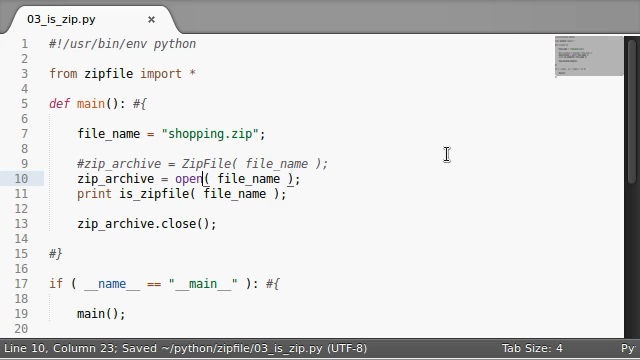 03_is_zip.py ×
1 #!/usr/bin/env python
2
3 from zipfile import *
4
5 def main(): #{
6
7 file_name = "shopping.zip";
8
9 #zip_archive = ZipFile( file_name );
10 zip_archive = open( file_name );
11 print is_zipfile( file_name );
12
13 zip_archive.close();
14
15 #}
16
17 if ( __name__ == "__main__" ): #{
18
19 main();
20
Line 10, Column 23; Saved ~/python/zipfile/03_is_zip.py (UTF-8) Tab Size: 4 Py